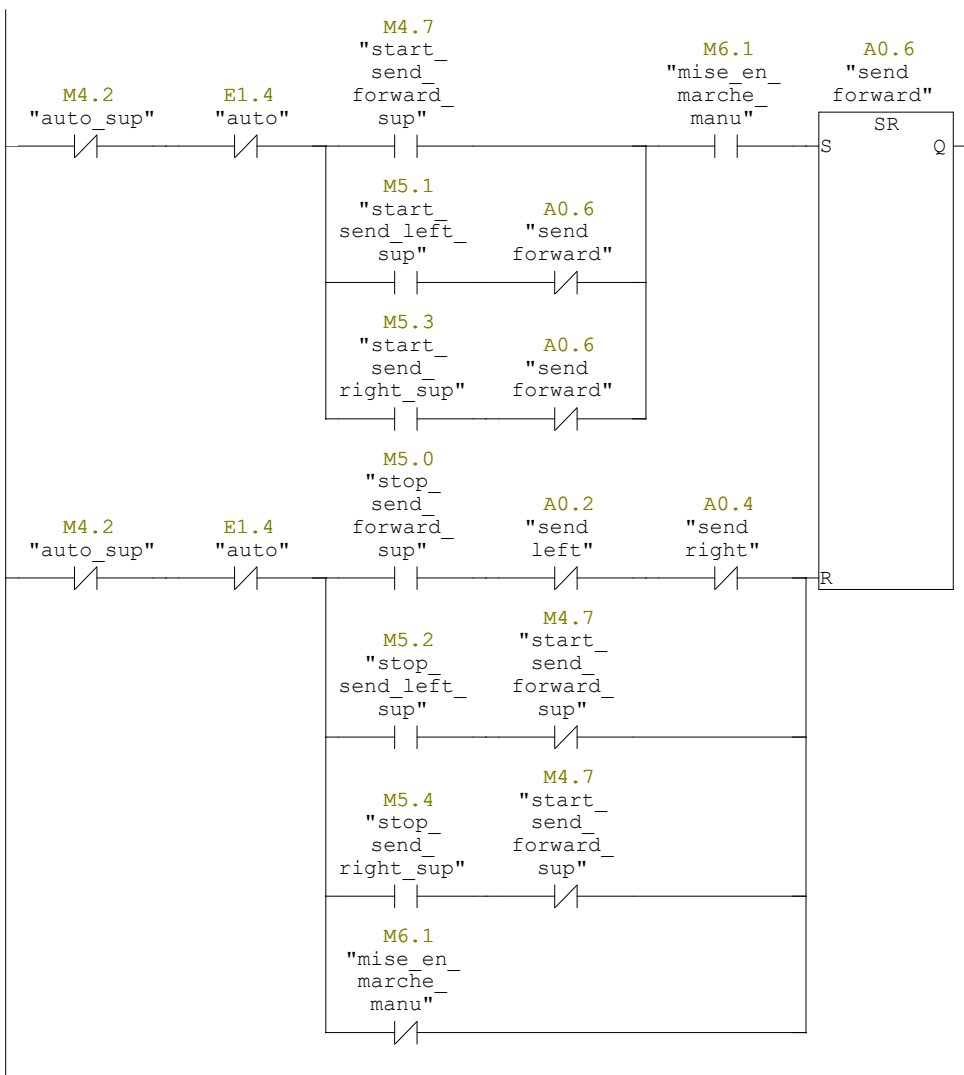 M4.7
"start_
send_
forward_
sup"
M6.1
"mise_en_
marche_
manu"
A0.6
"send
forward"
M4.2
"auto_sup"
E1.4
"auto"
SR
S
Q
M5.1
"start_
send_left_
sup"
A0.6
"send
forward"
M5.3
"start_
send_
right_sup"
A0.6
"send
forward"
M5.0
"stop_
send_
forward_
sup"
A0.2
"send
left"
A0.4
"send
right"
M4.2
"auto_sup"
E1.4
"auto"
R
M5.2
"stop_
send_left_
sup"
M4.7
"start_
send_
forward_
sup"
M5.4
"stop_
send_
right_sup"
M4.7
"start_
send_
forward_
sup"
M6.1
"mise_en_
marche_
manu"